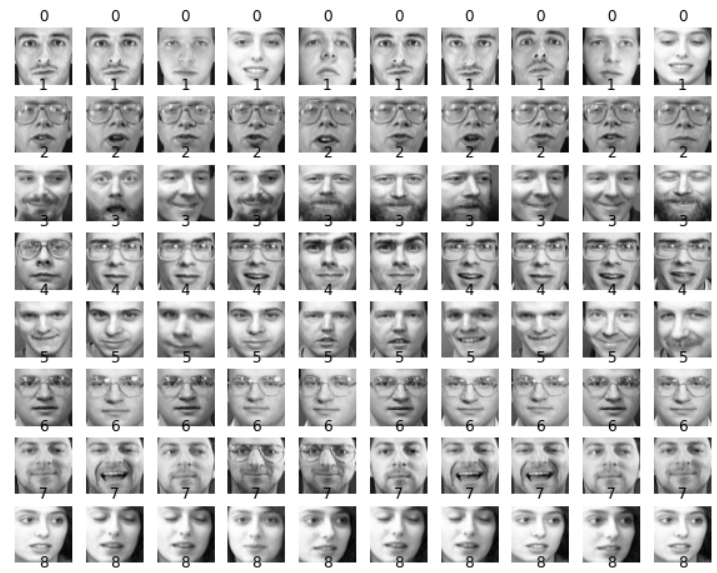 0 0 0 0 0 0 0 0 0 0
1 1 1 1 1 1 1 1 1 1
2 2 2 2 2 2 2 2 2 2
3 3 3 3 3 3 3 3 3 3
4 4 4 4 4 4 4 4 4 4
5 5 5 5 5 5 5 5 5 5
6 6 6 6 6 6 6 6 6 6
7 7 7 7 7 7 7 7 7 7
8 8 8 8 8 8 8 8 8 8